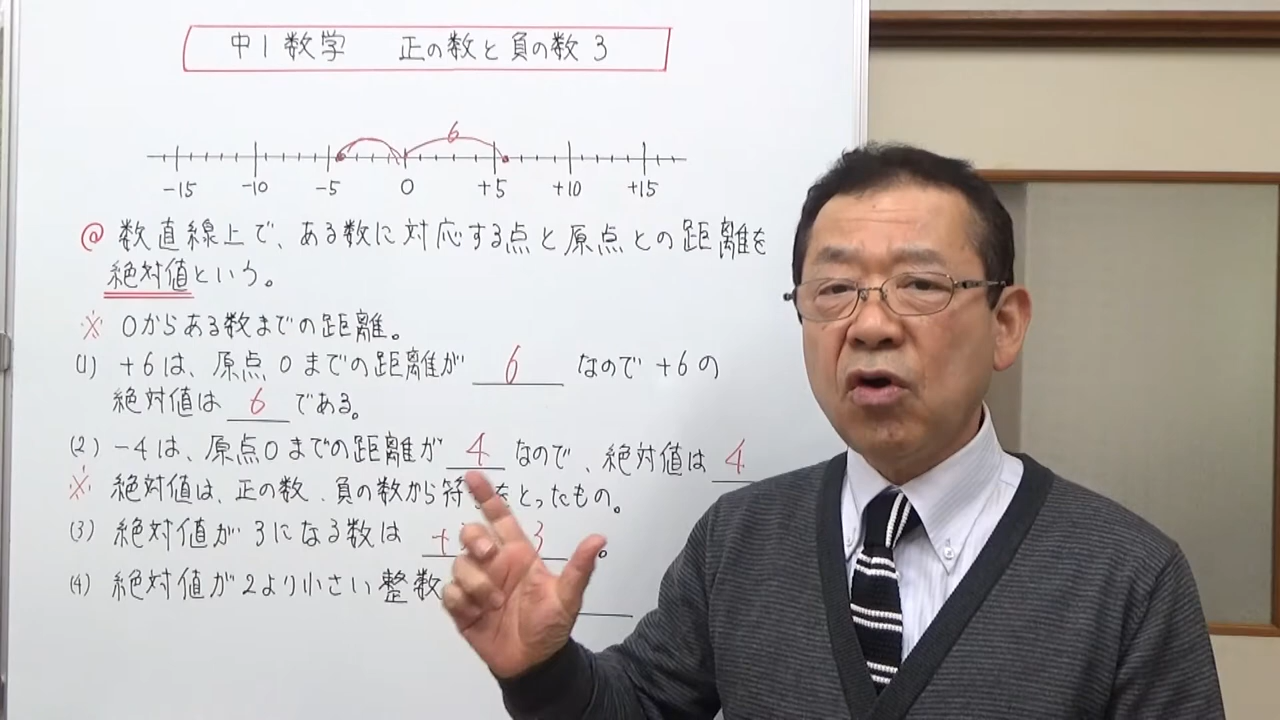 中1数学 正の数と負の数3
6
-15 -10 -5 0 +5 +10 +15
@ 数直線上で、ある数に対応する点と原点との距離を
絶対値という。
※ 0からある数までの距離。
(1) +6は、原点0までの距離が 6 なので +6の
絶対値は 6 である。
(2) -4は、原点0までの距離が 4 なので、絶対値は 4
※ 絶対値は、正の数、負の数から符 をとったもの。
(3) 絶対値が3になる数は + 3 。
(4) 絶対値が2より小さい整数